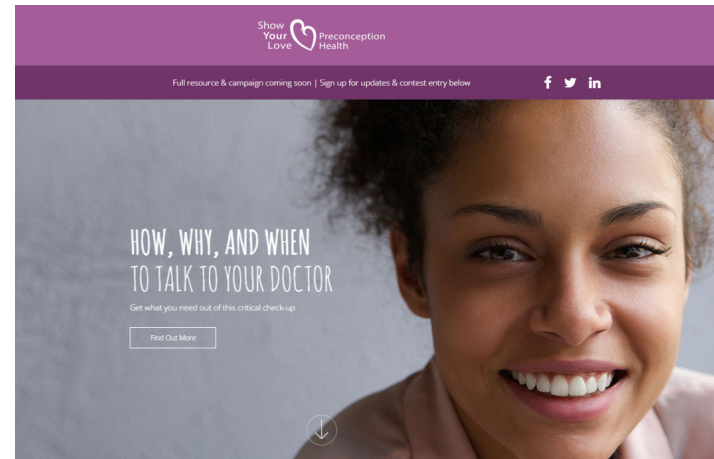 Show
Your
Love
Preconception
Health
Full resource & campaign coming soon | Sign up for updates & contest entry below
HOW, WHY, AND WHEN
TO TALK TO YOUR DOCTOR
Get what you need out of this critical check-up
Find Out More